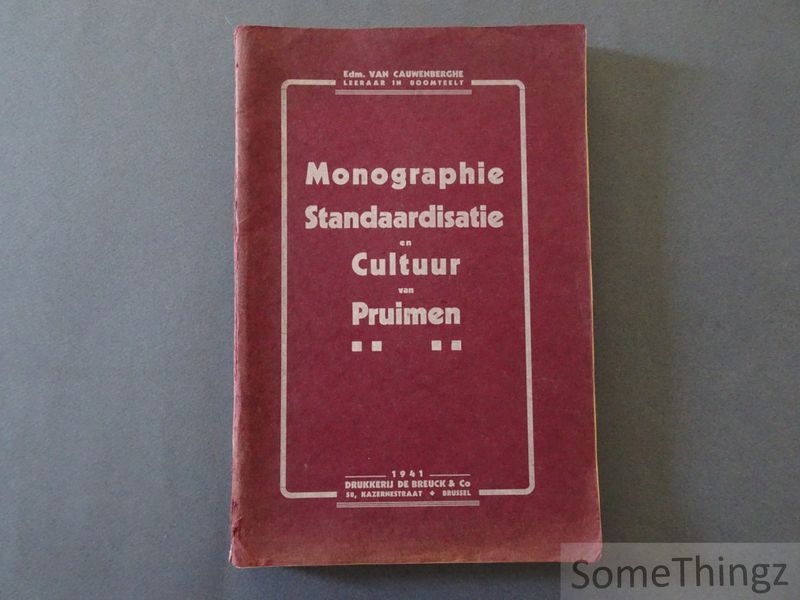 Edm. VAN CAUWENBERGHE
LEERAAR IN BOOMTEELT
Monographie
Standaardisatie
en
Cultuur
van
Pruimen
1941
DRUKKERIJ DE BREUCK & Co
58, KAZERNESTRAAT ♦ BRUSSEL
SomeThingz